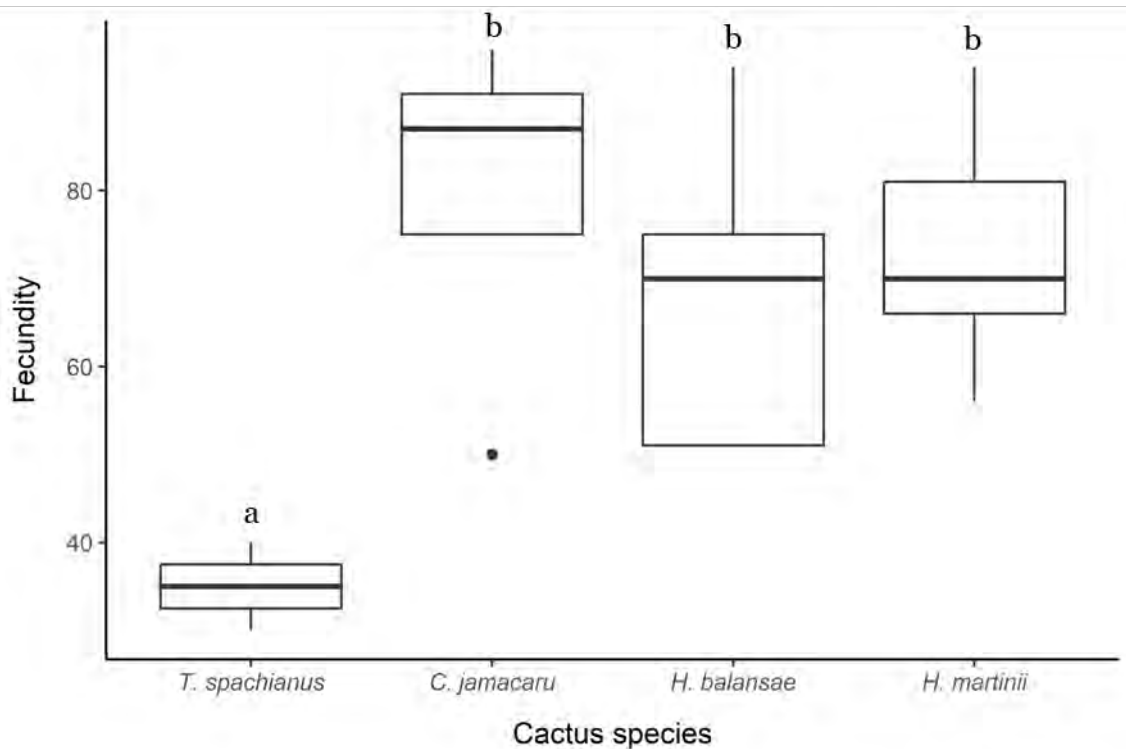 b b b
80
60
40
a
Fecundity
T. spachianus C. jamacaru H. balansae H. martinii
Cactus species